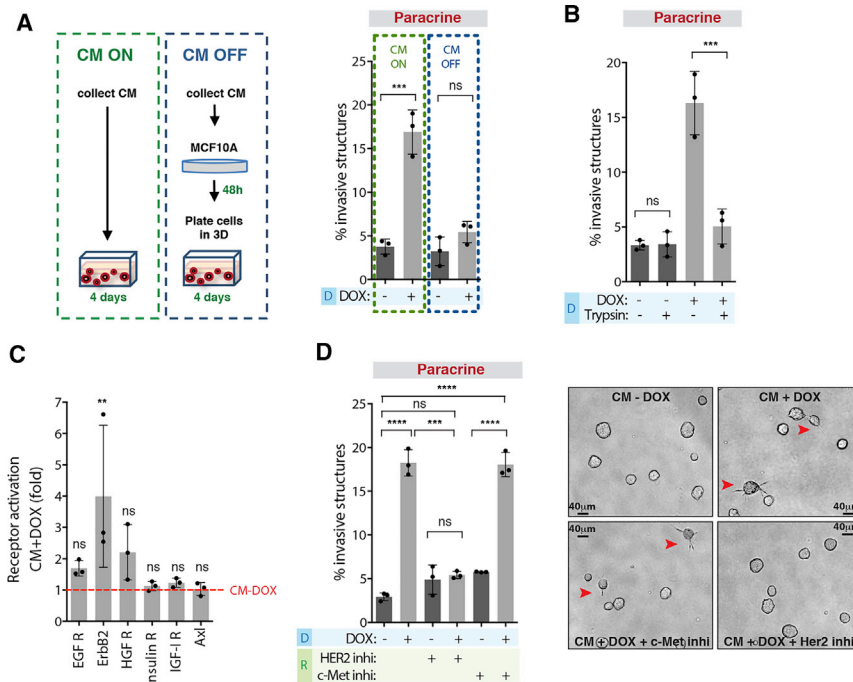 A
CM ON
CM OFF
collect CM
collect CM
MCF10A
48h
Plate cells
in 3D
4 days
4 days
Paracrine
% invasive structures
25
20
15
10
5
0
CM
ON
CM
OFF
***
ns
D DOX: - + - +
B
Paracrine
% invasive structures
20
15
10
5
0
ns
***
D
DOX: - - + +
Trypsin: - + - +
C
Receptor activation
CM+DOX (fold)
7
6
5
4
3
2
1
0
ns
**
ns
ns
ns
ns
CM-DOX
EGF R
ErbB2
HGF R
nsulin R
IGF-I R
Axl
D
Paracrine
% invasive structures
25
20
15
10
5
0
****
ns
****
***
****
ns
D DOX: - + - + - +
R
HER2 inhi: + +
c-Met inhi: + +
CM - DOX
40μm
CM + DOX
40μm
40μm
CM + DOX + c-Met inhi
40μm
CM + DOX + Her2 inhi